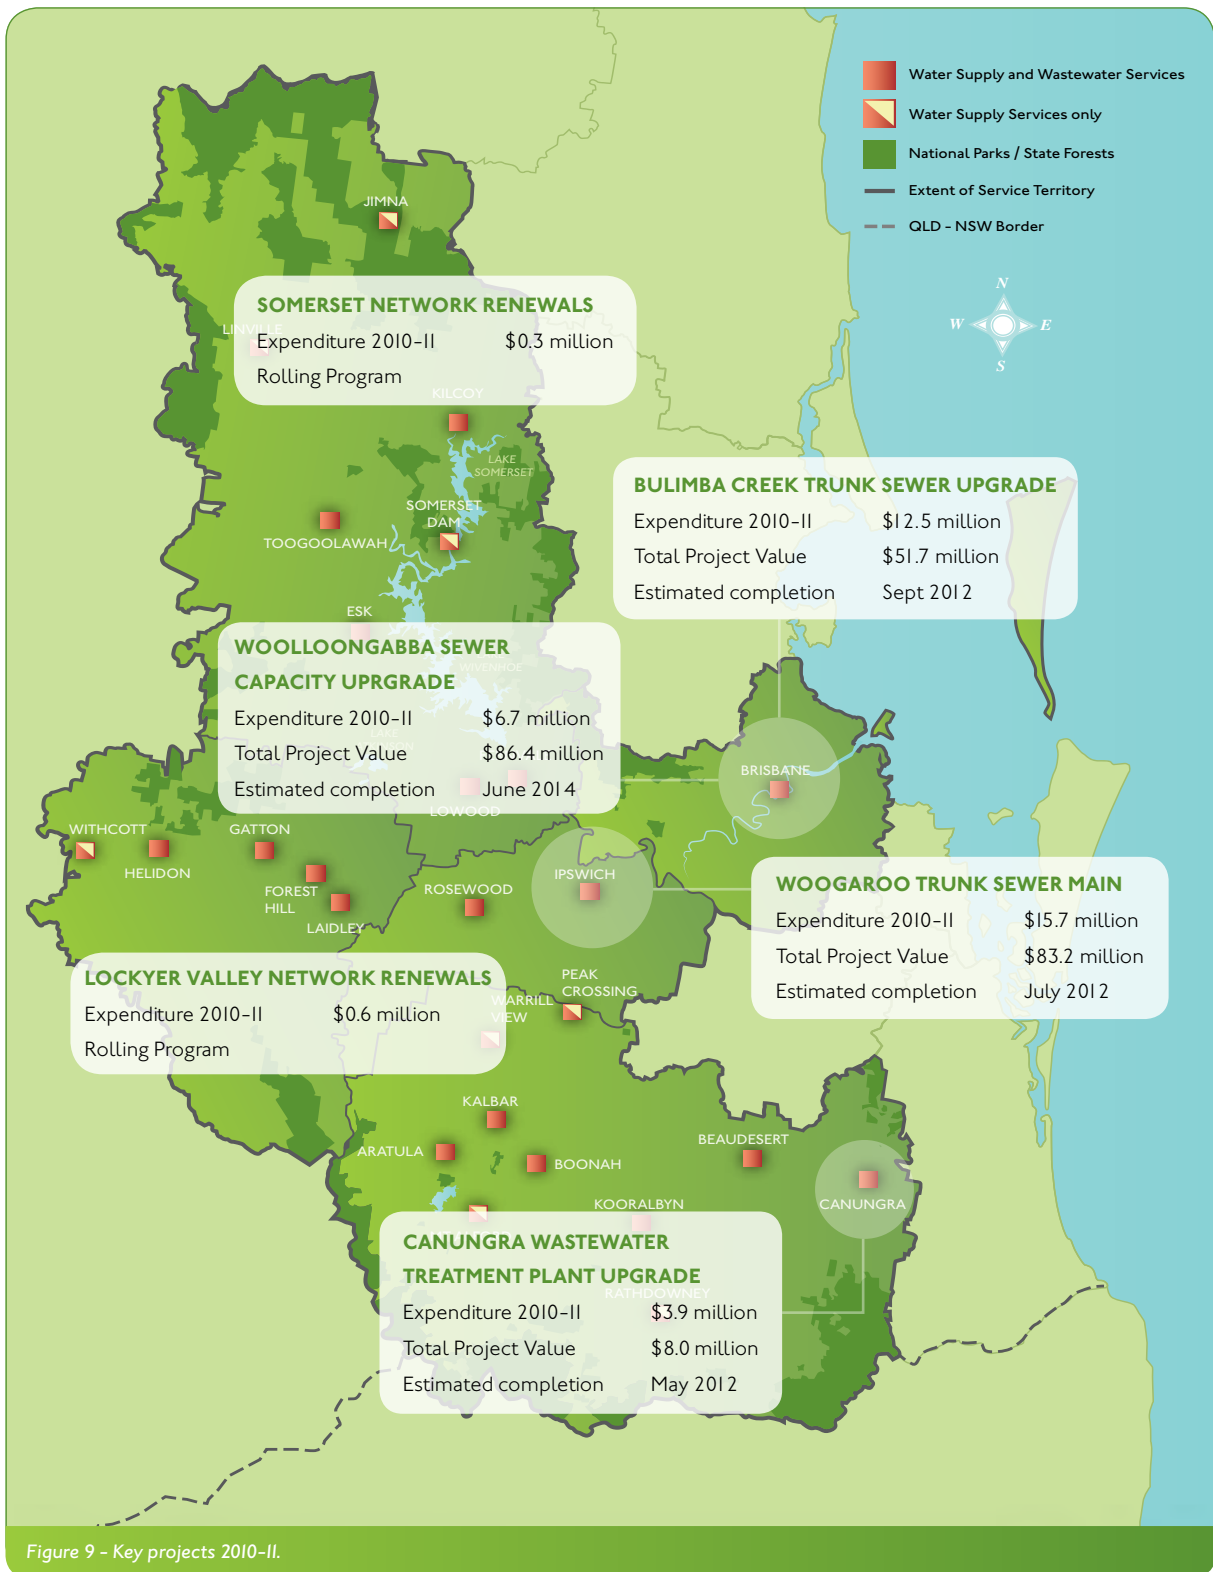 Water Supply and Wastewater Services
Water Supply Services only
National Parks / State Forests
Extent of Service Territory
QLD - NSW Border
N
W
E
S
JIMNA
SOMERSET NETWORK RENEWALS
LINVILLE
Expenditure 2010-11 $0.3 million
Rolling Program
KILCOY
LAKE
SOMERSET
SOMERSET
DAM
TOOGOOLAWAH
BULIMBA CREEK TRUNK SEWER UPGRADE
Expenditure 2010-11 $12.5 million
Total Project Value $51.7 million
Estimated completion Sept 2012
ESK
WOOLLOONGABBA SEWER
WIVENHOE
CAPACITY UPRGRADE
Expenditure 2010-11 $6.7 million
LAKE
Total Project Value $86.4 million
Estimated completion June 2014
LOWOOD
BRISBANE
WITHCOTT
GATTON
HELIDON
FOREST
HILL
LAIDLEY
ROSEWOOD
IPSWICH
WOOGAROO TRUNK SEWER MAIN
Expenditure 2010-11 $15.7 million
Total Project Value $83.2 million
Estimated completion July 2012
LOCKYER VALLEY NETWORK RENEWALS
Expenditure 2010-11 $0.6 million
Rolling Program
PEAK
CROSSING
WARRILL
VIEW
KALBAR
ARATULA
BOONAH
BEAUDESERT
KOORALBYN
CANUNGRA
CANUNGRA WASTEWATER
TREATMENT PLANT UPGRADE
RATHDOWNEY
Expenditure 2010-11 $3.9 million
Total Project Value $8.0 million
Estimated completion May 2012
Figure 9 - Key projects 2010-11.